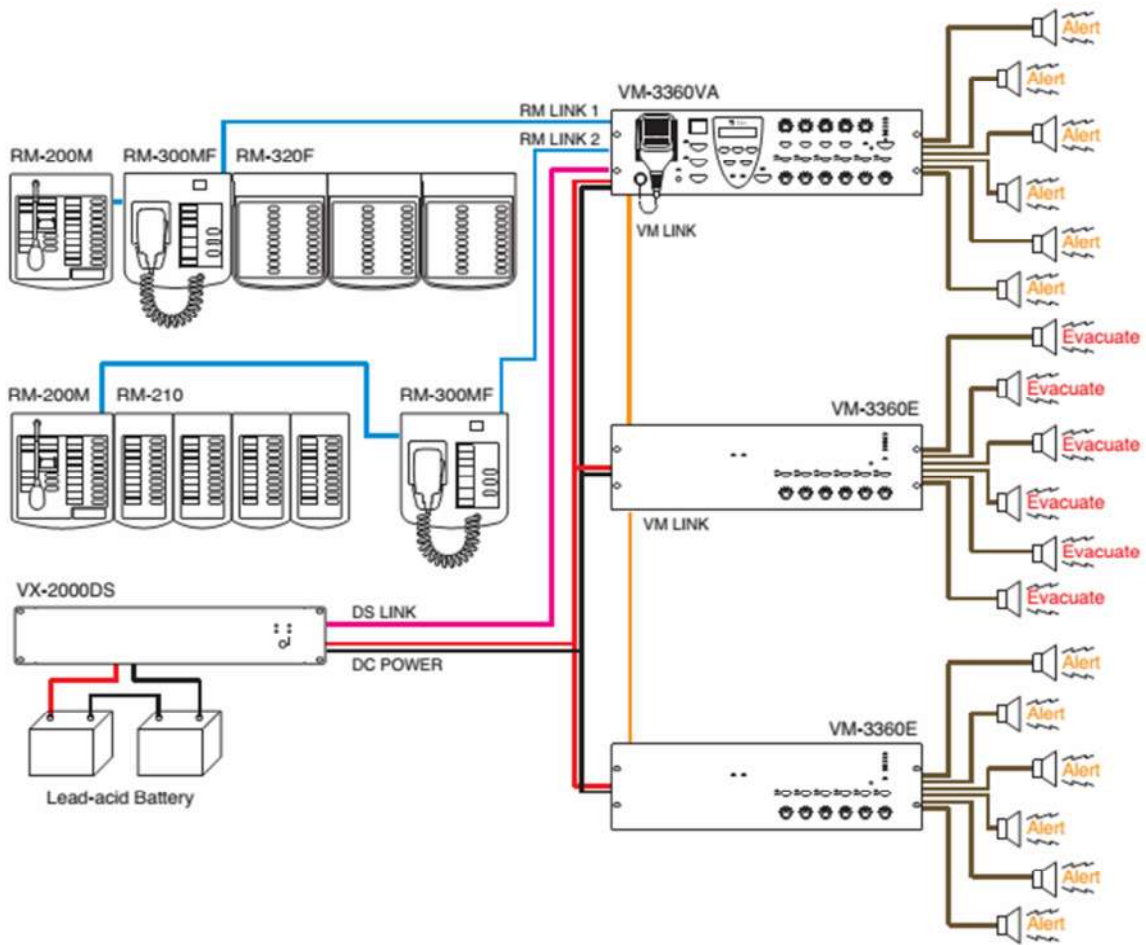 Alert
Alert
VM-3360VA
RM LINK 1
Alert
RM LINK 2
RM-200M RM-300MF RM-320F
Alert
VM LINK
Alert
Alert
Evacuate
RM-200M RM-210 RM-300MF
Evacuate
VM-3360E
Evacuate
Evacuate
VM LINK
Evacuate
VX-2000DS
Evacuate
DS LINK
DC POWER
Alert
Alert
VM-3360E
Alert
Lead-acid Battery
Alert
Alert
Alert